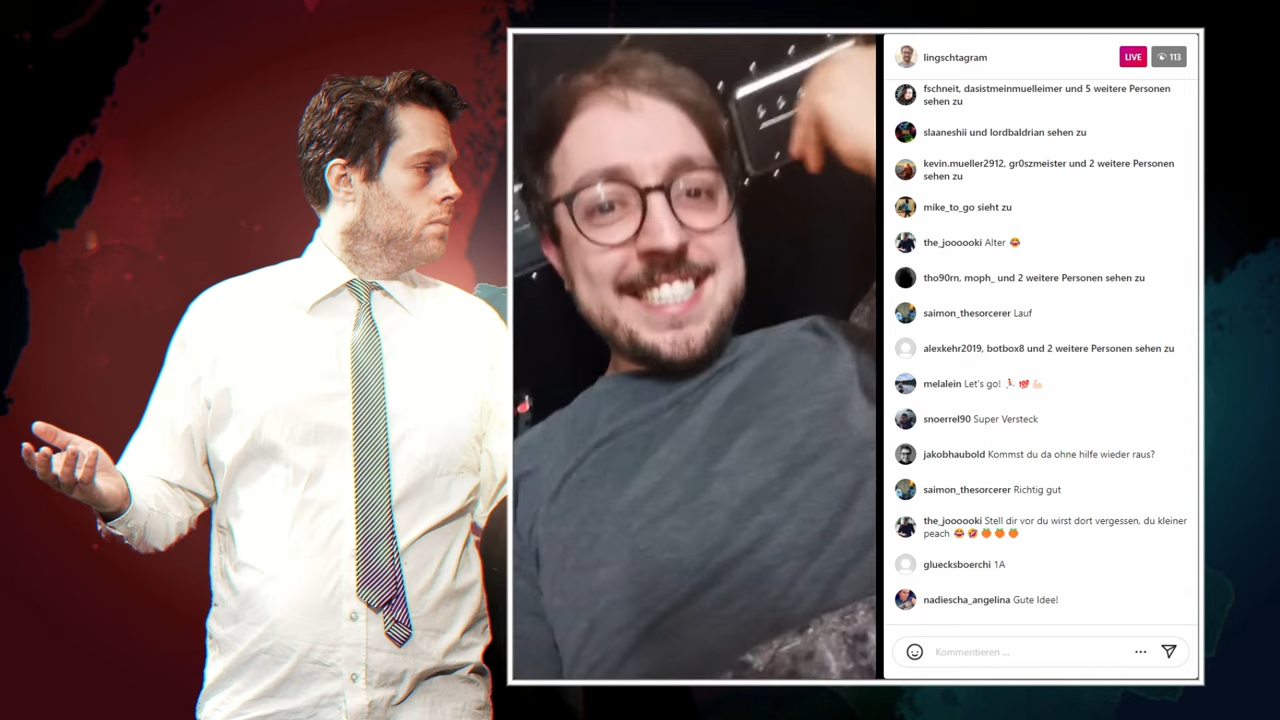 lingschtagram
LIVE
113
fschneit, dasistmeinmuelleimer und 5 weitere Personen
sehen zu
slaaneshii und lordbaldrian sehen zu
kevin.mueller2912, gr0szmeister und 2 weitere Personen
sehen zu
mike_to_go sieht zu
the_joooooki Alter 😂
tho90rn, moph_ und 2 weitere Personen sehen zu
saimon_thesorcerer Lauf
alexkehr2019, botbox8 und 2 weitere Personen sehen zu
melalein Let's go! 🏃 💯 💪🏻
snoerrel90 Super Versteck
jakobhaubold Kommst du da ohne hilfe wieder raus?
saimon_thesorcerer Richtig gut
the_joooooki Stell dir vor du wirst dort vergessen, du kleiner
peach 😂 🤣 🍊 🍊 🍊
gluecksboerchi 1A
nadiescha_angelina Gute Idee!
Kommentieren ...